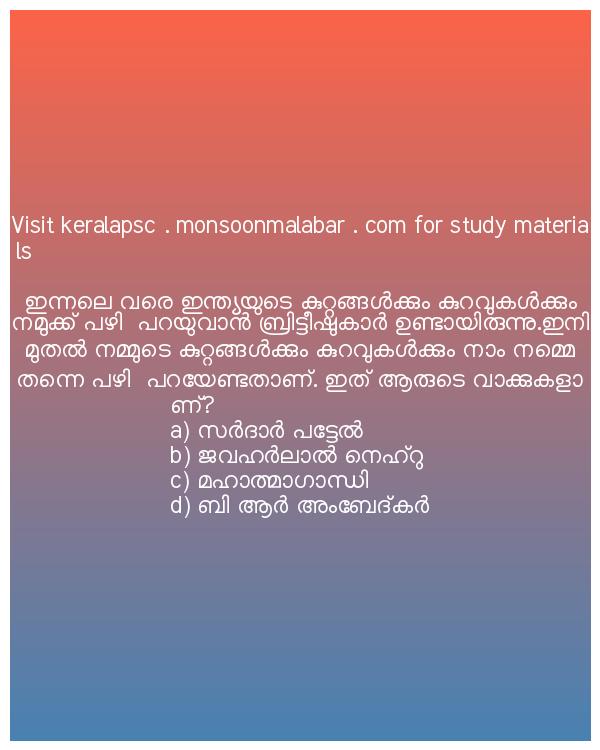 Visit keralapsc . monsoonmalabar . com for study materia
ls
ഇന്നലെ വരെ ഇന്ത്യയുടെ കുറ്റങ്ങൾക്കും കുറവുകൾക്കും
നമുക്ക് പഴി  പറയുവാൻ ബ്രിട്ടീഷുകാർ ഉണ്ടായിരുന്നു.ഇനി
മുതൽ നമ്മുടെ കുറ്റങ്ങൾക്കും കുറവുകൾക്കും നാം നമ്മെ
തന്നെ പഴി  പറയേണ്ടതാണ്. ഇത് ആരുടെ വാക്കുകളാ
ണ്?
a) സർദാർ പട്ടേൽ
b) ജവഹർലാൽ നെഹ്റു
c) മഹാത്മാഗാന്ധി
d) ബി ആർ അംബേദ്കർ